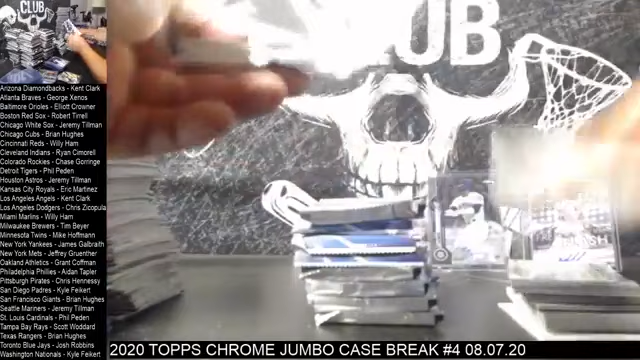 CLUB
CLUB
Arizona Diamondbacks - Kent Clark
Atlanta Braves - George Xenos
Baltimore Orioles - Elliott Crowner
Boston Red Sox - Robert Tirrell
Chicago White Sox - Jeremy Tillman
Chicago Cubs - Brian Hughes
Cincinnati Reds - Willy Ham
Cleveland Indians - Ryan Cimorell
Colorado Rockies - Chase Gorringe
Detroit Tigers - Phil Peden
Houston Astros - Jeremy Tillman
Kansas City Royals - Eric Martinez
Los Angeles Angels - Kent Clark
Los Angeles Dodgers - Chris Zicopula
Miami Marlins - Willy Ham
Milwaukee Brewers - Tim Beyer
Minnesota Twins - Mike Hoffmann
New York Yankees - James Galbraith
New York Mets - Jeffrey Gruenther
Oakland Athletics - Grant Coffman
Philadelphia Phillies - Aidan Tapler
Pittsburgh Pirates - Chris Hennessy
San Diego Padres - Kyle Feikert
San Francisco Giants - Brian Hughes
Seattle Mariners - Jeremy Tillman
St. Louis Cardinals - Phil Peden
Tampa Bay Rays - Scott Woddard
Texas Rangers - Brian Hughes
Toronto Blue Jays - Josh Robbins
Washington Nationals - Kyle Feikert
2020 TOPPS CHROME JUMBO CASE BREAK #4 08.07.20